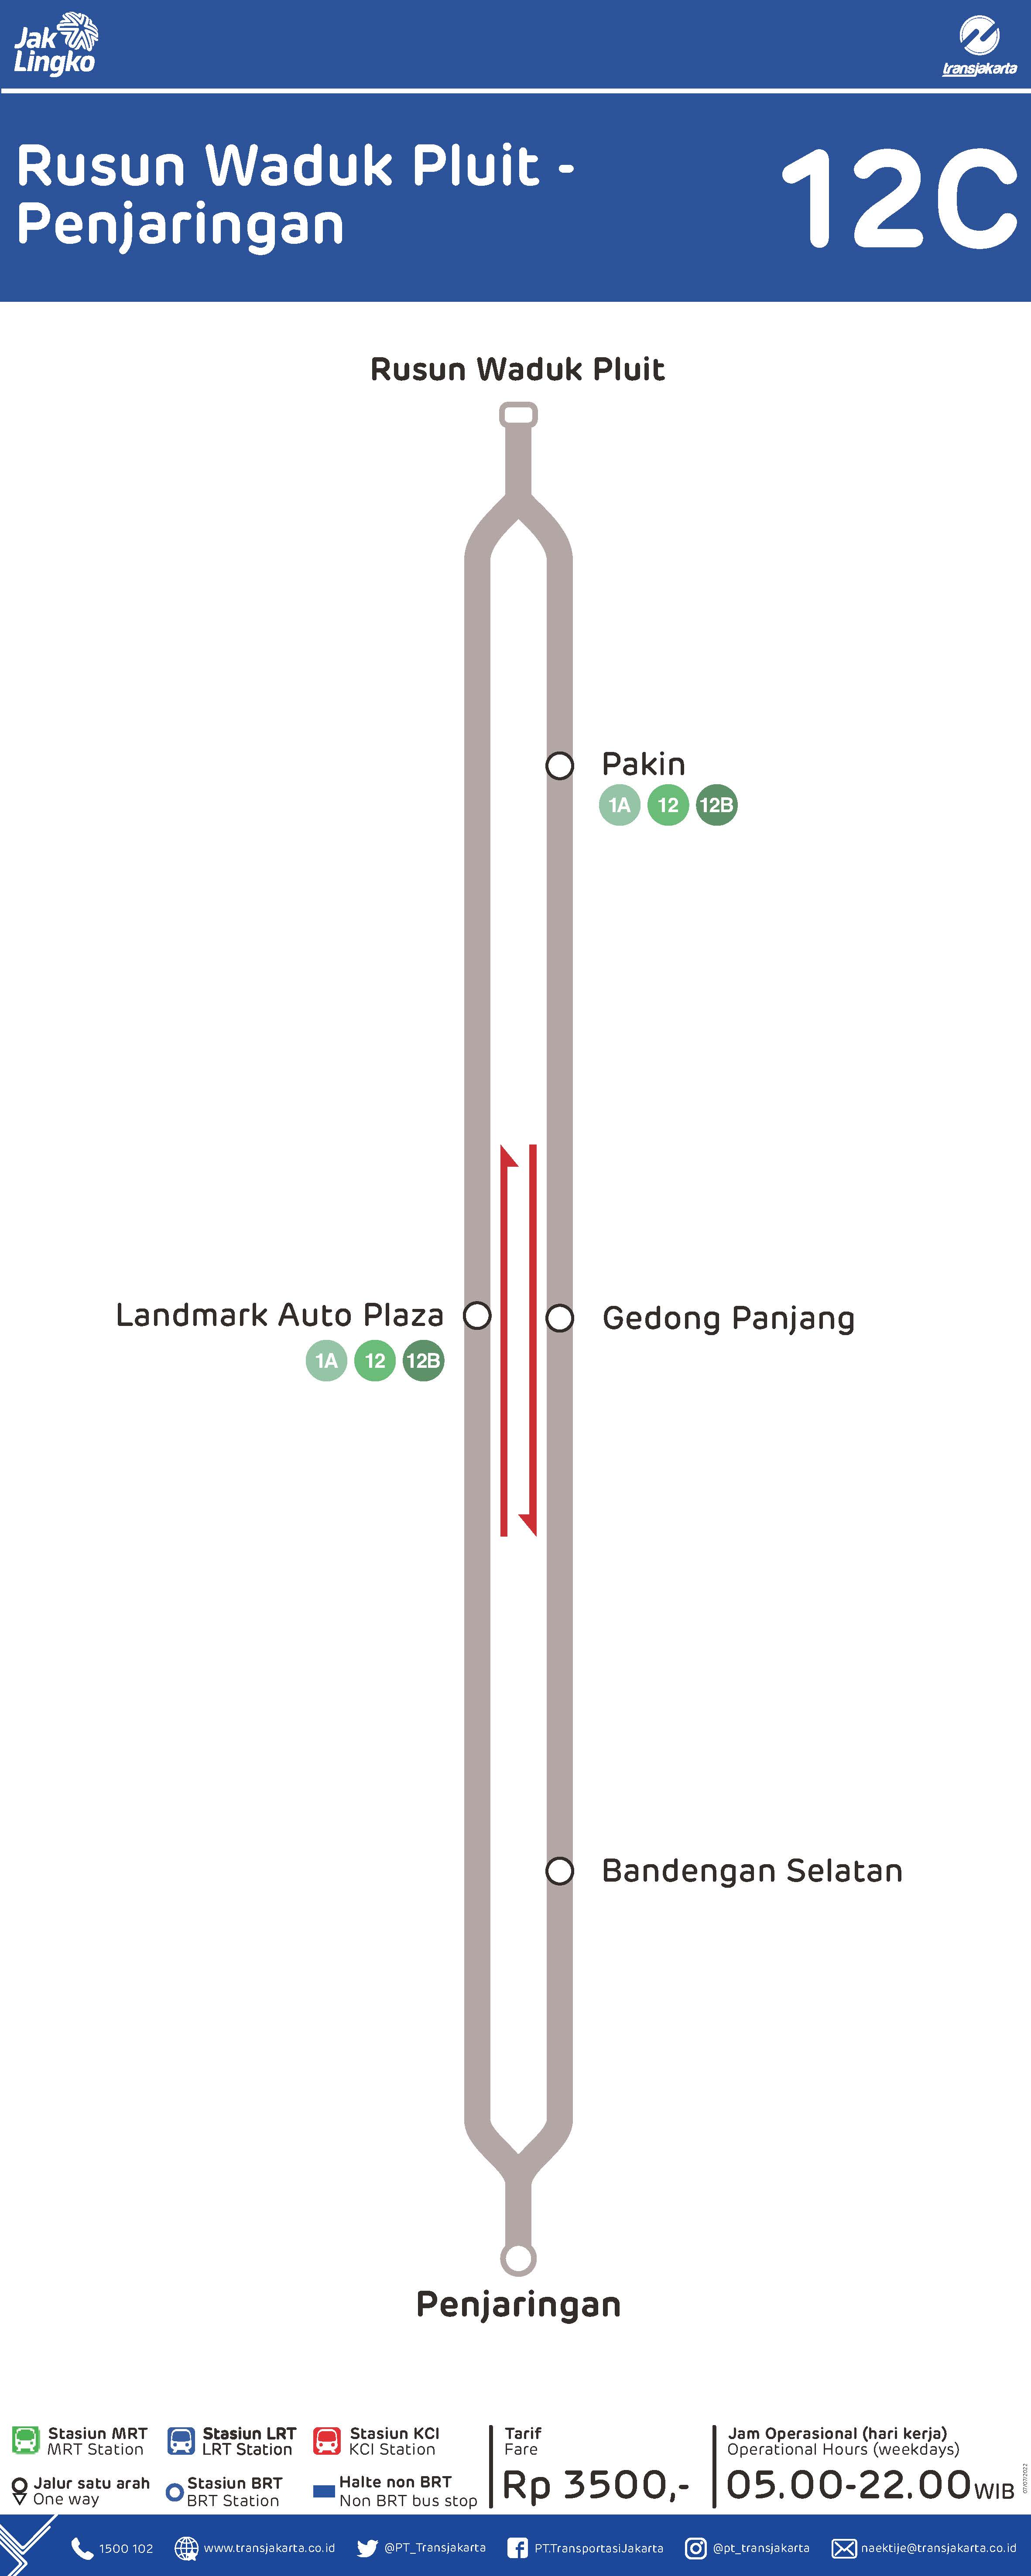 Jak
Lingko
transjakarta
Rusun Waduk Pluit -
Penjaringan
12C
Rusun Waduk Pluit
Pakin
1A 12 12B
Landmark Auto Plaza
1A 12 12B
Gedong Panjang
Bandengan Selatan
Penjaringan
Stasiun MRT
MRT Station
Stasiun LRT
LRT Station
Stasiun KCI
KCI Station
Jalur satu arah
One way
Stasiun BRT
BRT Station
Halte non BRT
Non BRT bus stop
Tarif
Fare
Rp 3500,-
Jam Operasional (hari kerja)
Operational Hours (weekdays)
05.00-22.00 WIB
07/07/2022
1500 102
www.transjakarta.co.id
@PT_Transjakarta
PT.TransportasiJakarta
@pt_transjakarta
naektije@transjakarta.co.id